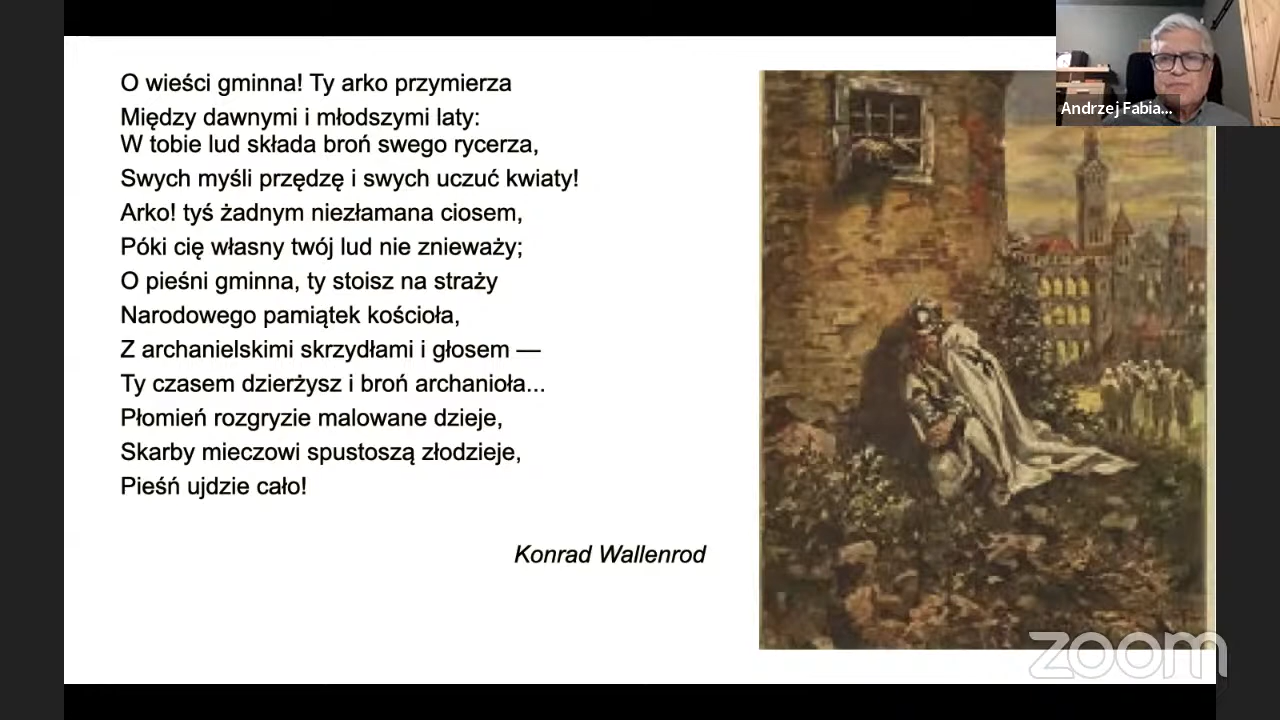 O wieści gminna! Ty arko przymierza
Między dawnymi i młodszymi laty:
W tobie lud składa broń swego rycerza,
Swych myśli przędzę i swych uczuć kwiaty!
Arko! tyś żadnym niezłamana ciosem,
Póki cię własny twój lud nie znieważy;
O pieśni gminna, ty stoisz na straży
Narodowego pamiątek kościoła,
Z archanielskimi skrzydłami i głosem —
Ty czasem dzierżysz i broń archanioła...
Płomień rozgryzie malowane dzieje,
Skarby mieczowi spustoszą złodzieje,
Pieśń ujdzie cało!
Konrad Wallenrod
Andrzej Fabia...
zoom